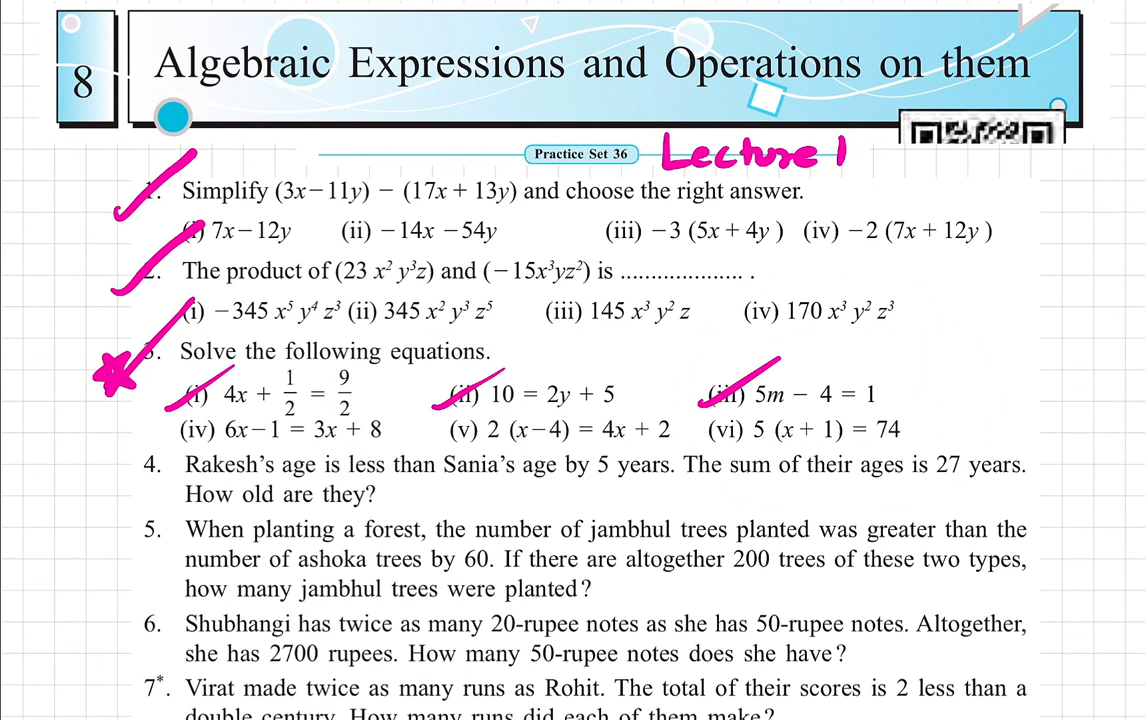 8
Algebraic Expressions and Operations on them
Practice Set 36
Lecture 1
1. Simplify (3x−11y) − (17x + 13y) and choose the right answer.
(i) 7x−12y (ii) −14x −54y (iii) −3 (5x + 4y ) (iv) −2 (7x + 12y )
2. The product of (23 x² y³z) and (−15x³yz²) is .................... .
(i) −345 x⁵ y⁴ z³ (ii) 345 x² y³ z⁵ (iii) 145 x³ y² z (iv) 170 x³ y² z³
3. Solve the following equations.
(i) 4x + 1/2 = 9/2 (ii) 10 = 2y + 5 (iii) 5m − 4 = 1
(iv) 6x−1 = 3x + 8 (v) 2 (x−4) = 4x + 2 (vi) 5 (x + 1) = 74
4. Rakesh’s age is less than Sania’s age by 5 years. The sum of their ages is 27 years.
How old are they?
5. When planting a forest, the number of jambhul trees planted was greater than the
number of ashoka trees by 60. If there are altogether 200 trees of these two types,
how many jambhul trees were planted?
6. Shubhangi has twice as many 20-rupee notes as she has 50-rupee notes. Altogether,
she has 2700 rupees. How many 50-rupee notes does she have?
7*. Virat made twice as many runs as Rohit. The total of their scores is 2 less than a
double century. How many runs did each of them make?